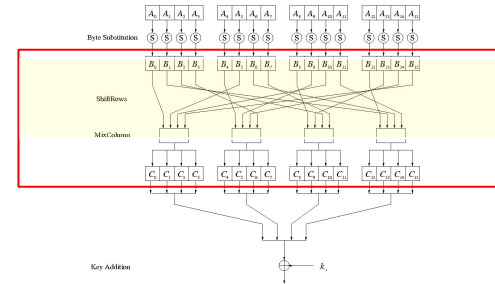 A₀ A₁ A₂ A₃ A₄ A₅ A₆ A₇ A₈ A₉ A₁₀ A₁₁ A₁₂ A₁₃ A₁₄ A₁₅
Byte Substitution S S S S S S S S S S S S S S S S
B₀ B₁ B₂ B₃ B₄ B₅ B₆ B₇ B₈ B₉ B₁₀ B₁₁ B₁₂ B₁₃ B₁₄ B₁₅
ShiftRows
MixColumn
C₀ C₁ C₂ C₃ C₄ C₅ C₆ C₇ C₈ C₉ C₁₀ C₁₁ C₁₂ C₁₃ C₁₄ C₁₅
Key Addition kᵢ